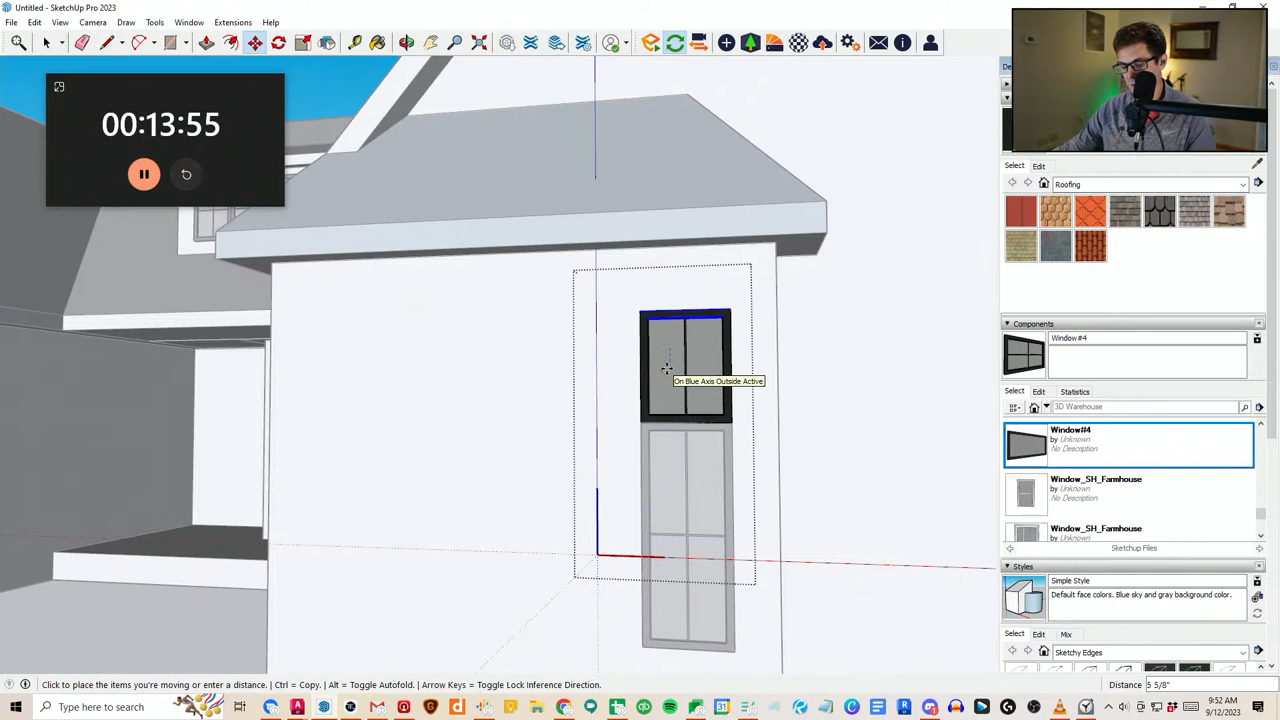 Untitled - SketchUp Pro 2023
File Edit View Camera Draw Tools Window Extensions Help
00:13:55
De
Select Edit
Roofing
Components
Window#4
Select Edit Statistics
3D Warehouse
Window#4
by Unknown
No Description
Window_SH_Farmhouse
by Unknown
No Description
Window_SH_Farmhouse
by Unknown
Sketchup Files
Styles
Simple Style
Default face colors. Blue sky and gray background color.
Select Edit Mix
Sketchy Edges
On Blue Axis Outside Active
Click to place the items you're moving or enter a distance. | Ctrl = Copy. | Alt = Toggle Autofold. | Arrow Keys = Toggle Lock Inference Direction.
Distance 5 5/8"
Type here to search
9:52 AM
9/12/2023